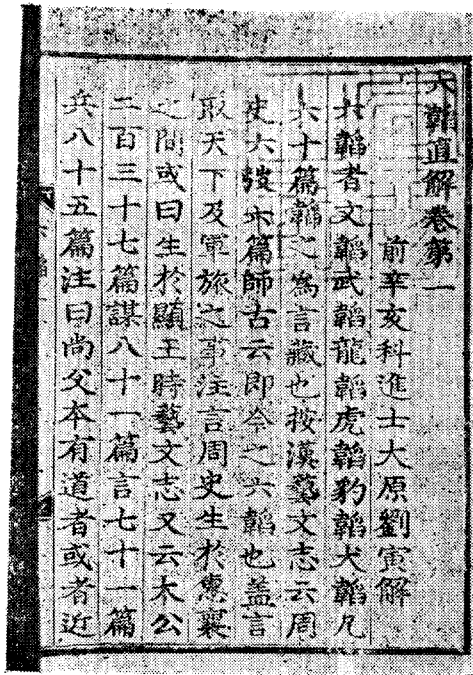 六韜直解卷第一
前辛亥科進士大原劉寅解
六韜者文韜武韜龍韜虎韜豹韜犬韜凡
六十篇韜之爲言藏也按漢藝文志云周
史六弢六篇師古云即今之六韜也蓋言
取天下及軍旅之事注言周史生於惠襄
之間或曰生於顯王時藝文志又云太公
二百三十七篇謀八十一篇言七十一篇
兵八十五篇注曰尚父本有道者或者近